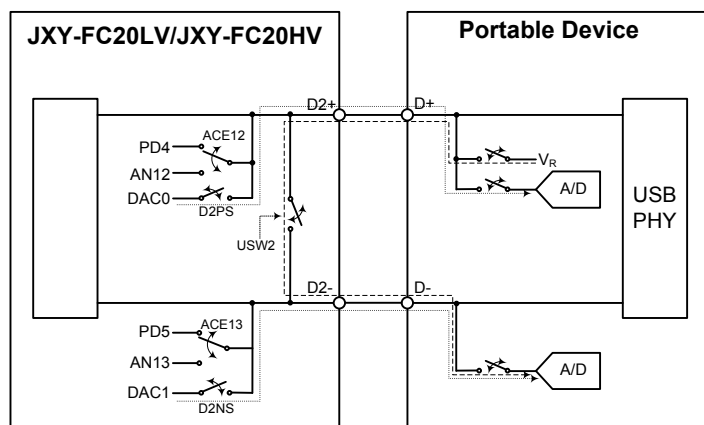 JXY-FC20LV/JXY-FC20HV
Portable Device
D2+
D+
PD4
ACE12
AN12
DAC0
D2PS
USW2
VR
A/D
USB
PHY
D2-
D-
PD5
ACE13
AN13
DAC1
D2NS
A/D